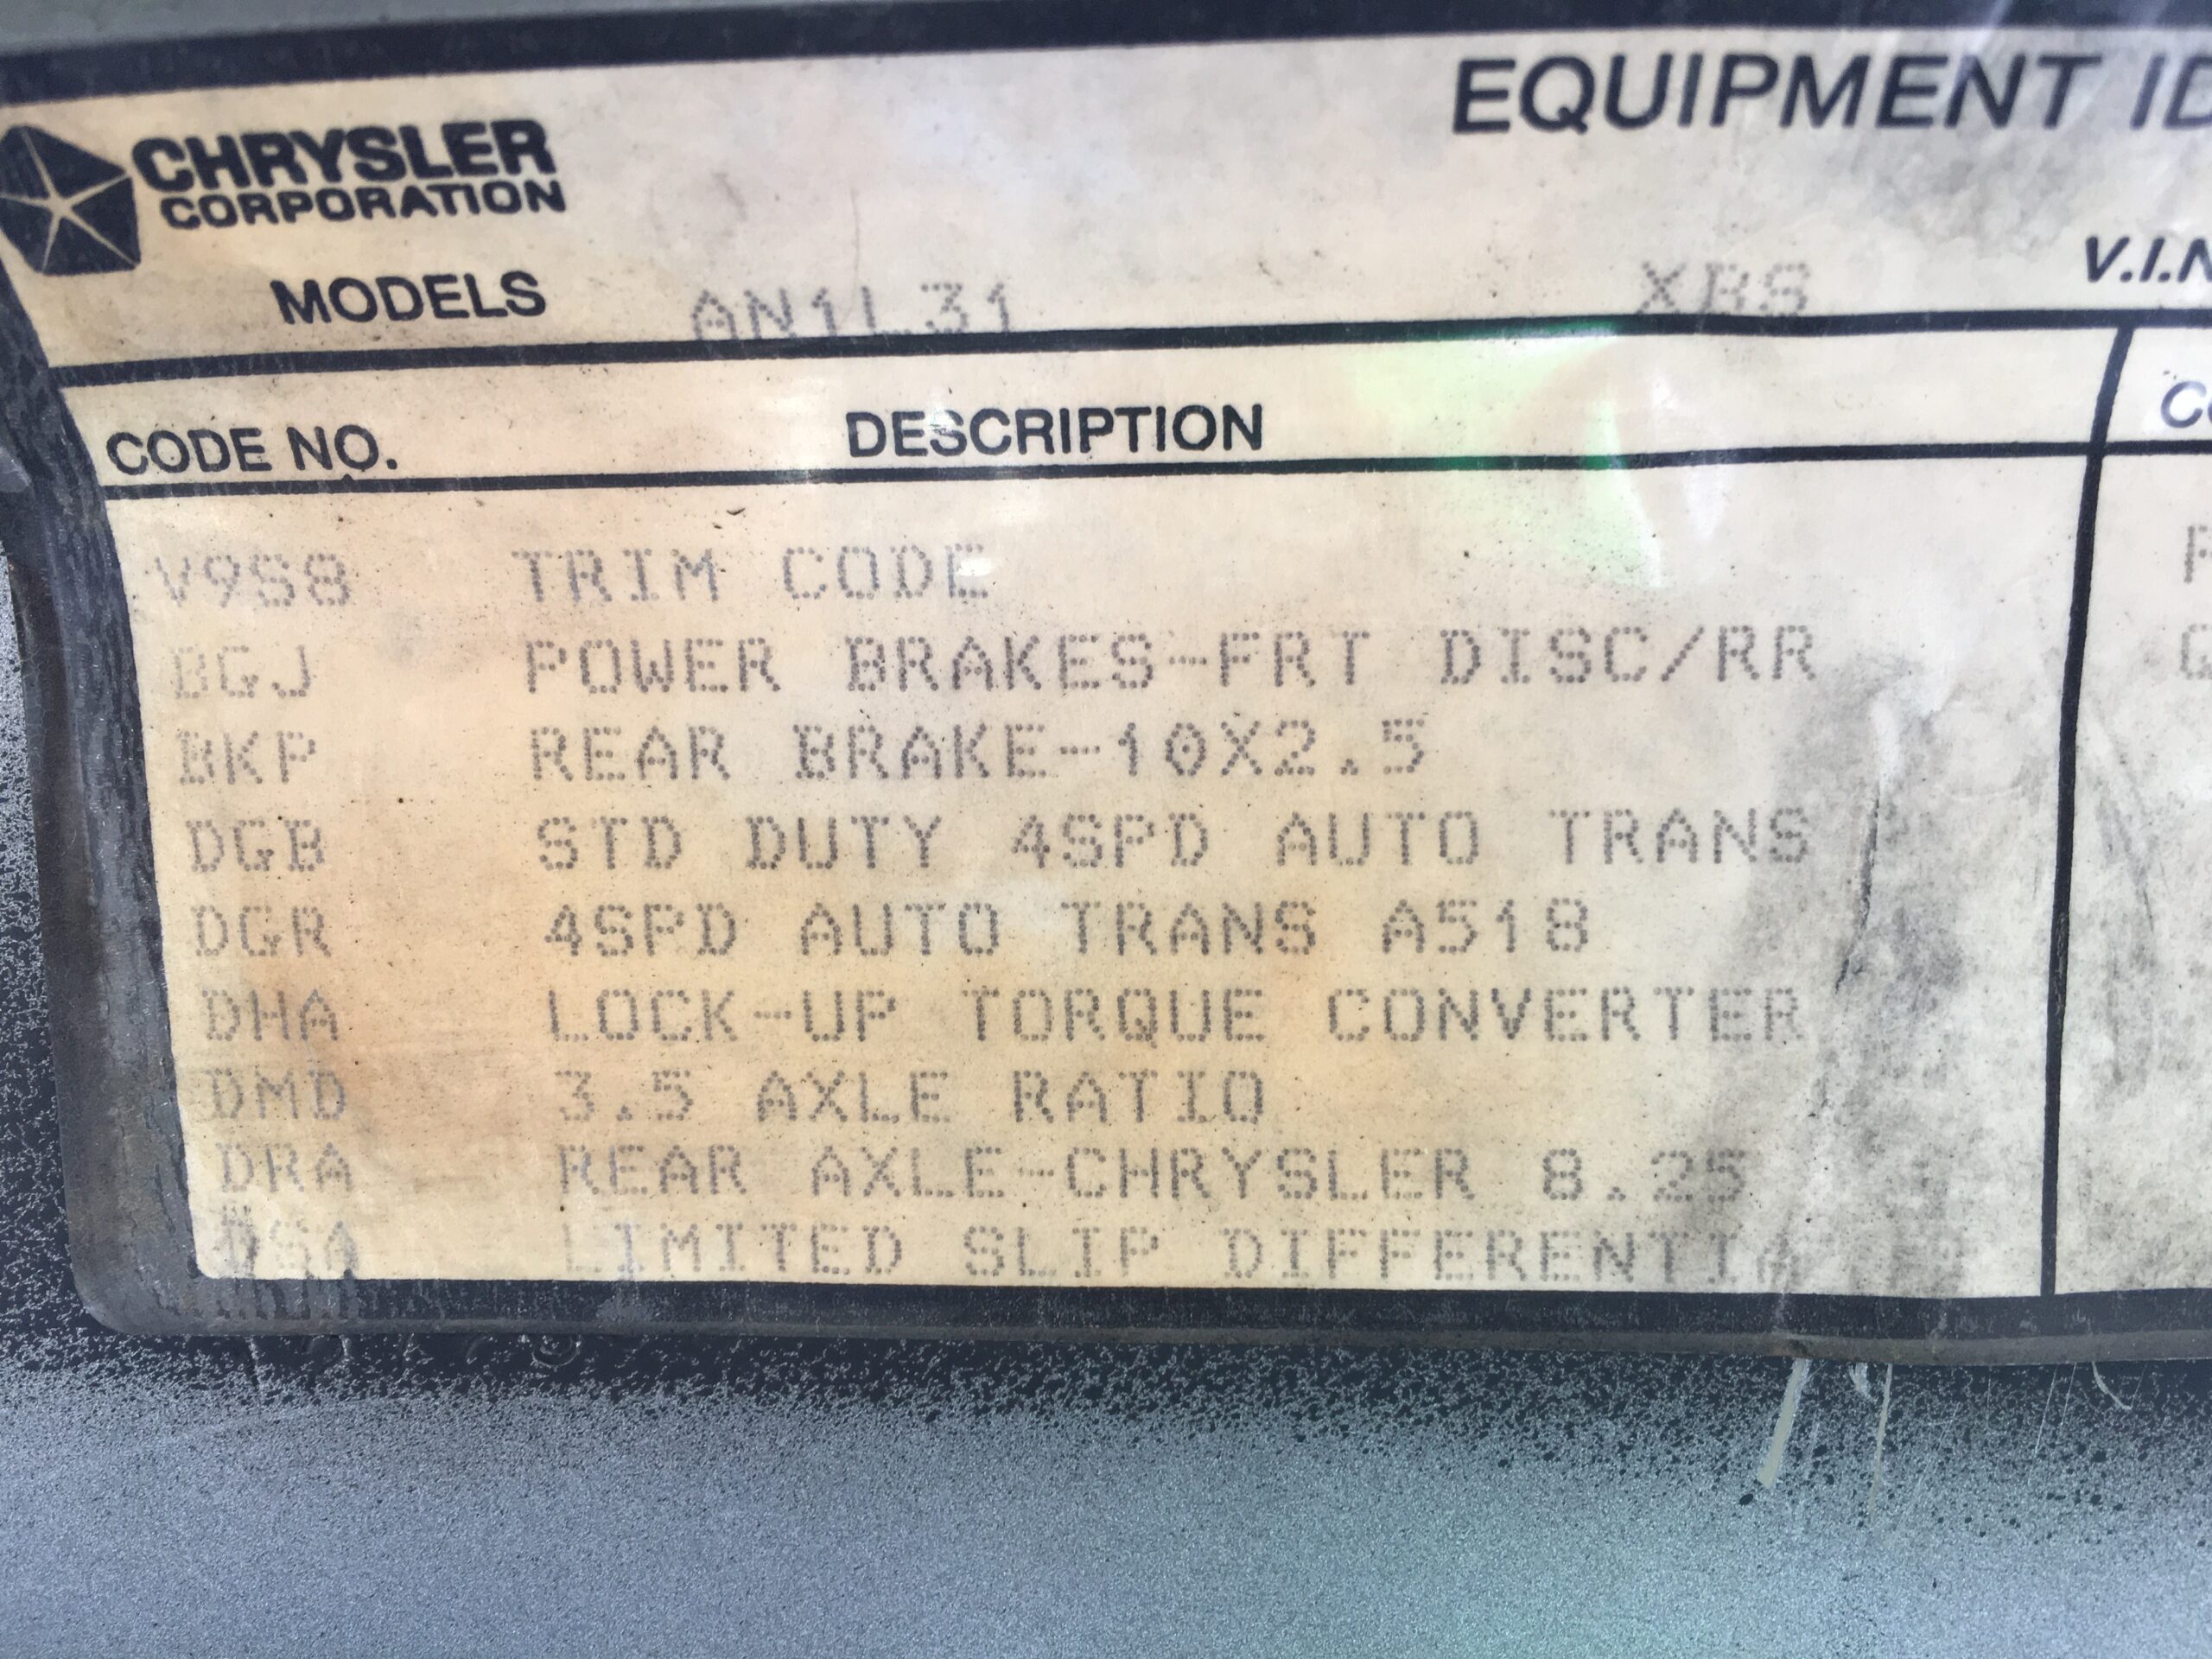 EQUIPMENT ID
CHRYSLER
CORPORATION
MODELS AN1L31 XBS V.I.N
CODE NO. DESCRIPTION CO
V9S8 TRIM CODE
BGJ POWER BRAKES-FRT DISC/RR
BKP REAR BRAKE-10X2.5
DGB STD DUTY 4SPD AUTO TRANS
DGR 4SPD AUTO TRANS A518
DHA LOCK-UP TORQUE CONVERTER
DMD 3.5 AXLE RATIO
DRA REAR AXLE-CHRYSLER 8.25
DSA LIMITED SLIP DIFFERENTIA